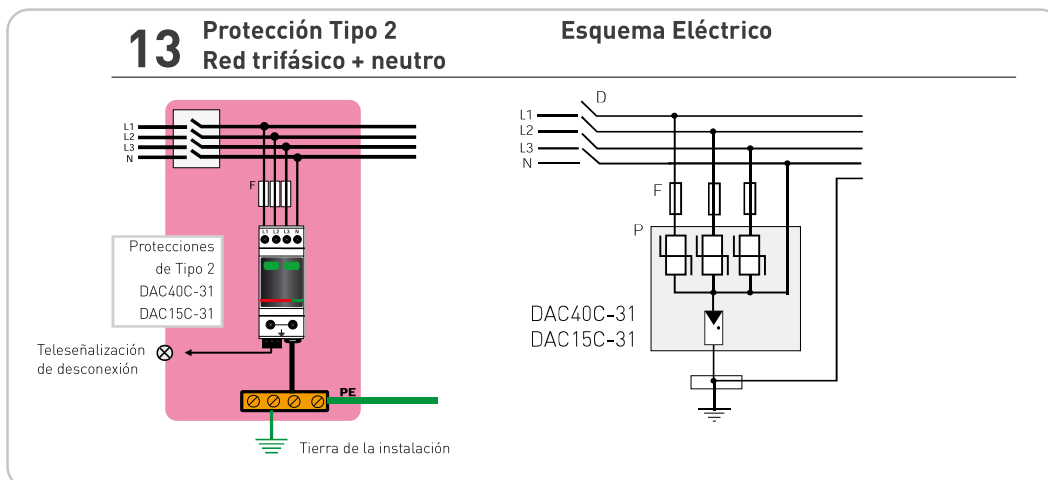 13
Protección Tipo 2
Red trifásico + neutro
Esquema Eléctrico
L1
L2
L3
N
F
L1 L2 L3 N
Protecciones
de Tipo 2
DAC40C-31
DAC15C-31
Teleseñalización
de desconexión
PE
Tierra de la instalación
D
L1
L2
L3
N
F
P
DAC40C-31
DAC15C-31